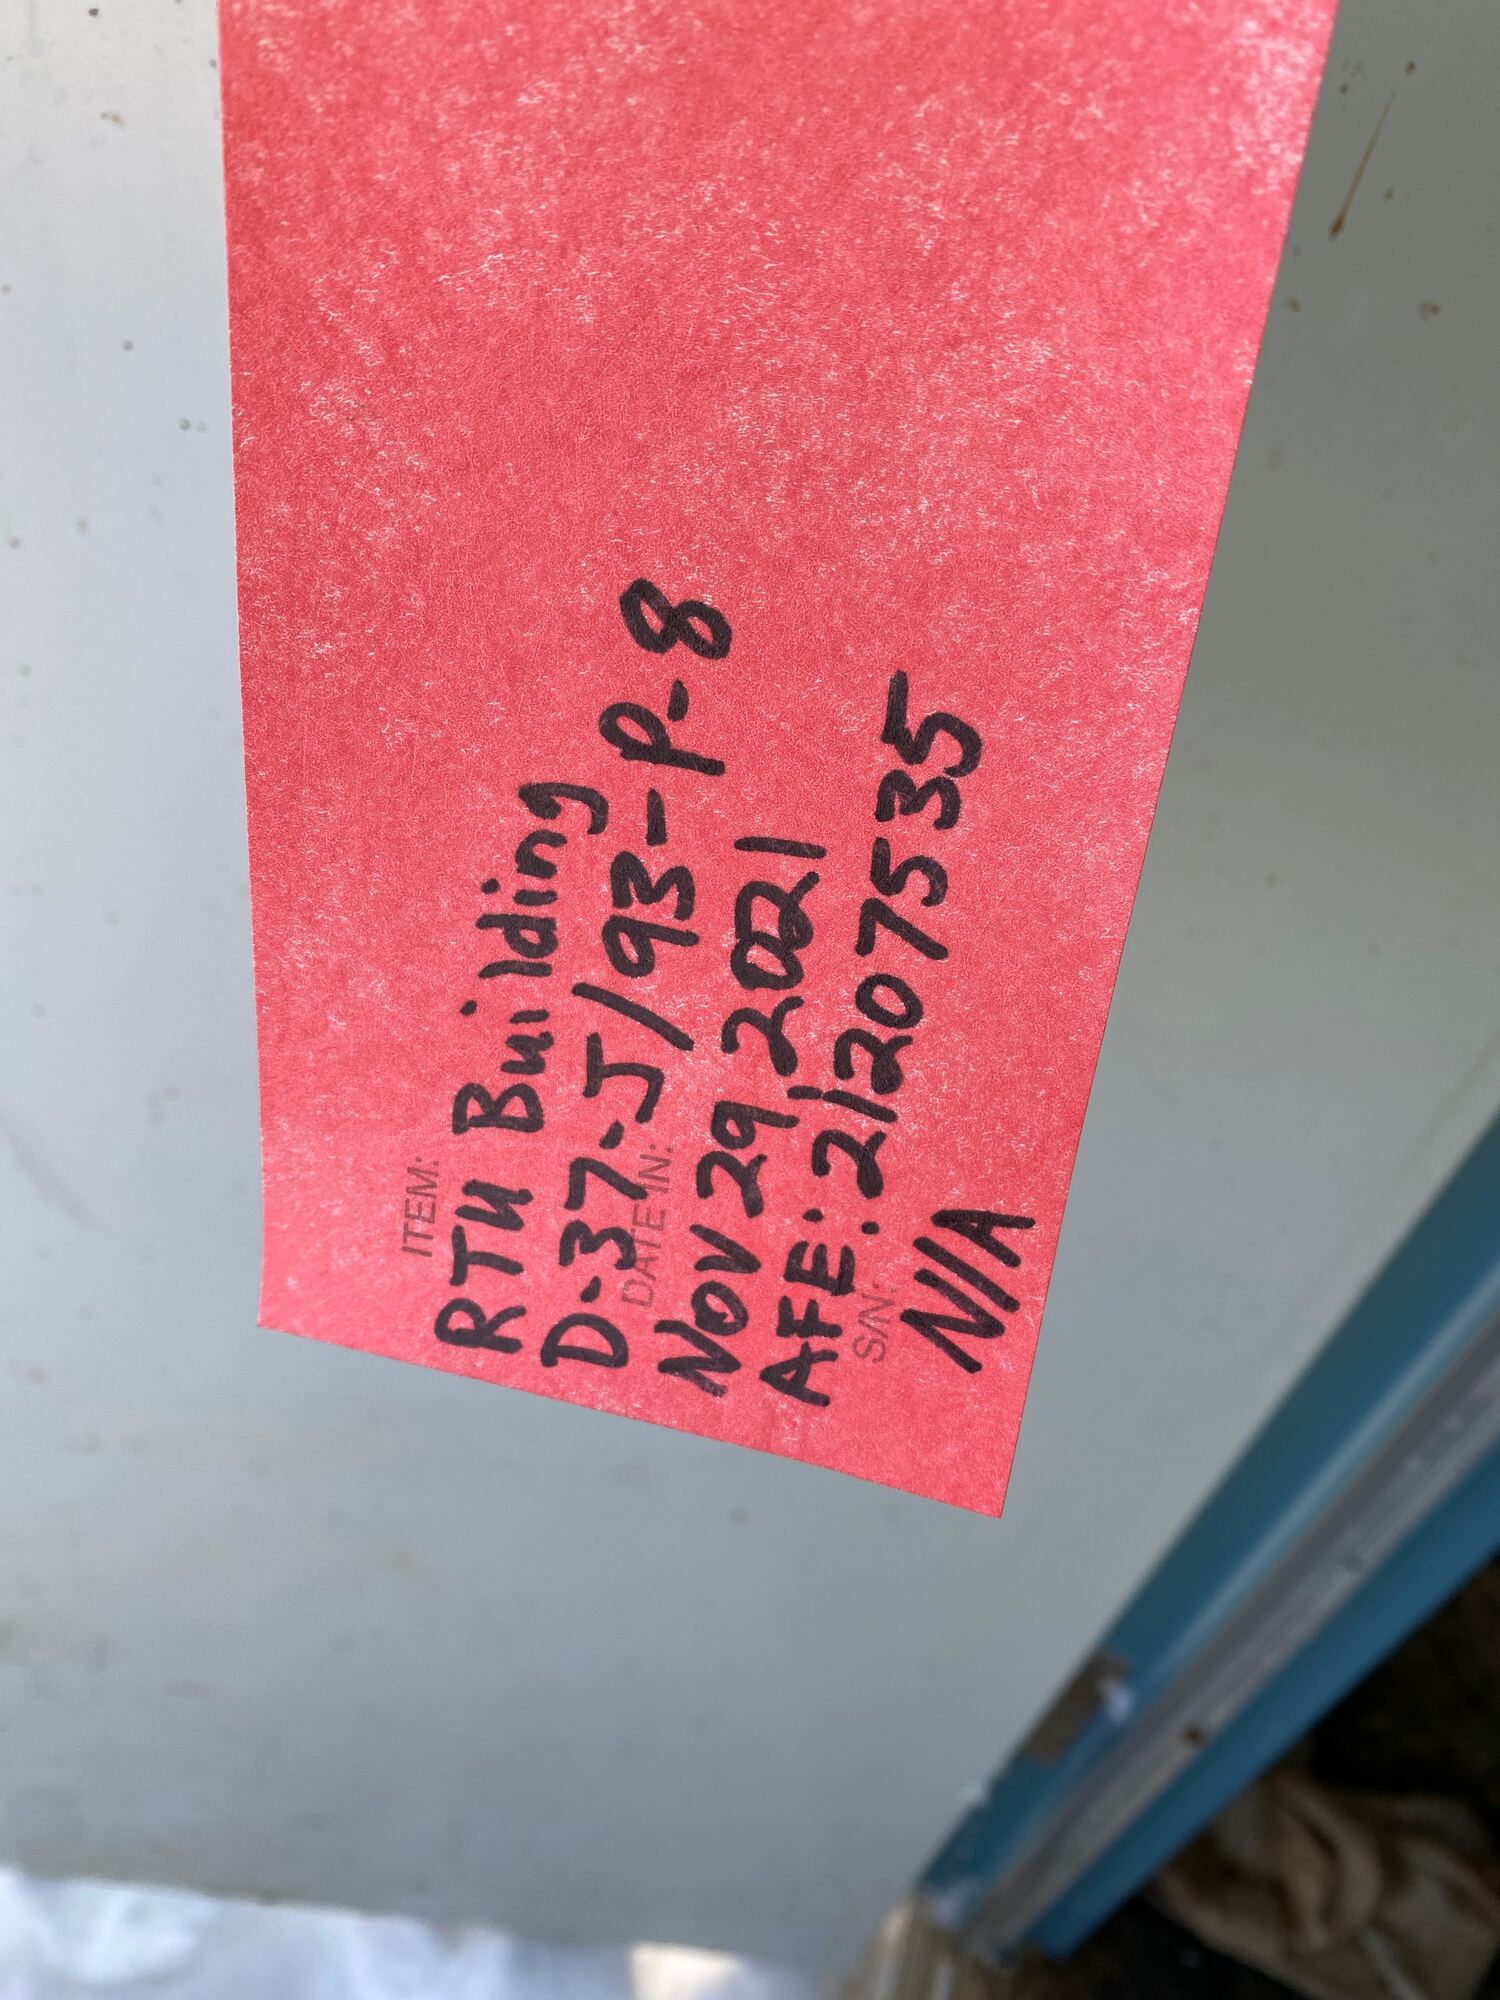 ITEM:
RTU Building
D-37-J/93-P-8
DATE IN:
Nov 29 2021
AFE: 21207535
S/N:
N/A